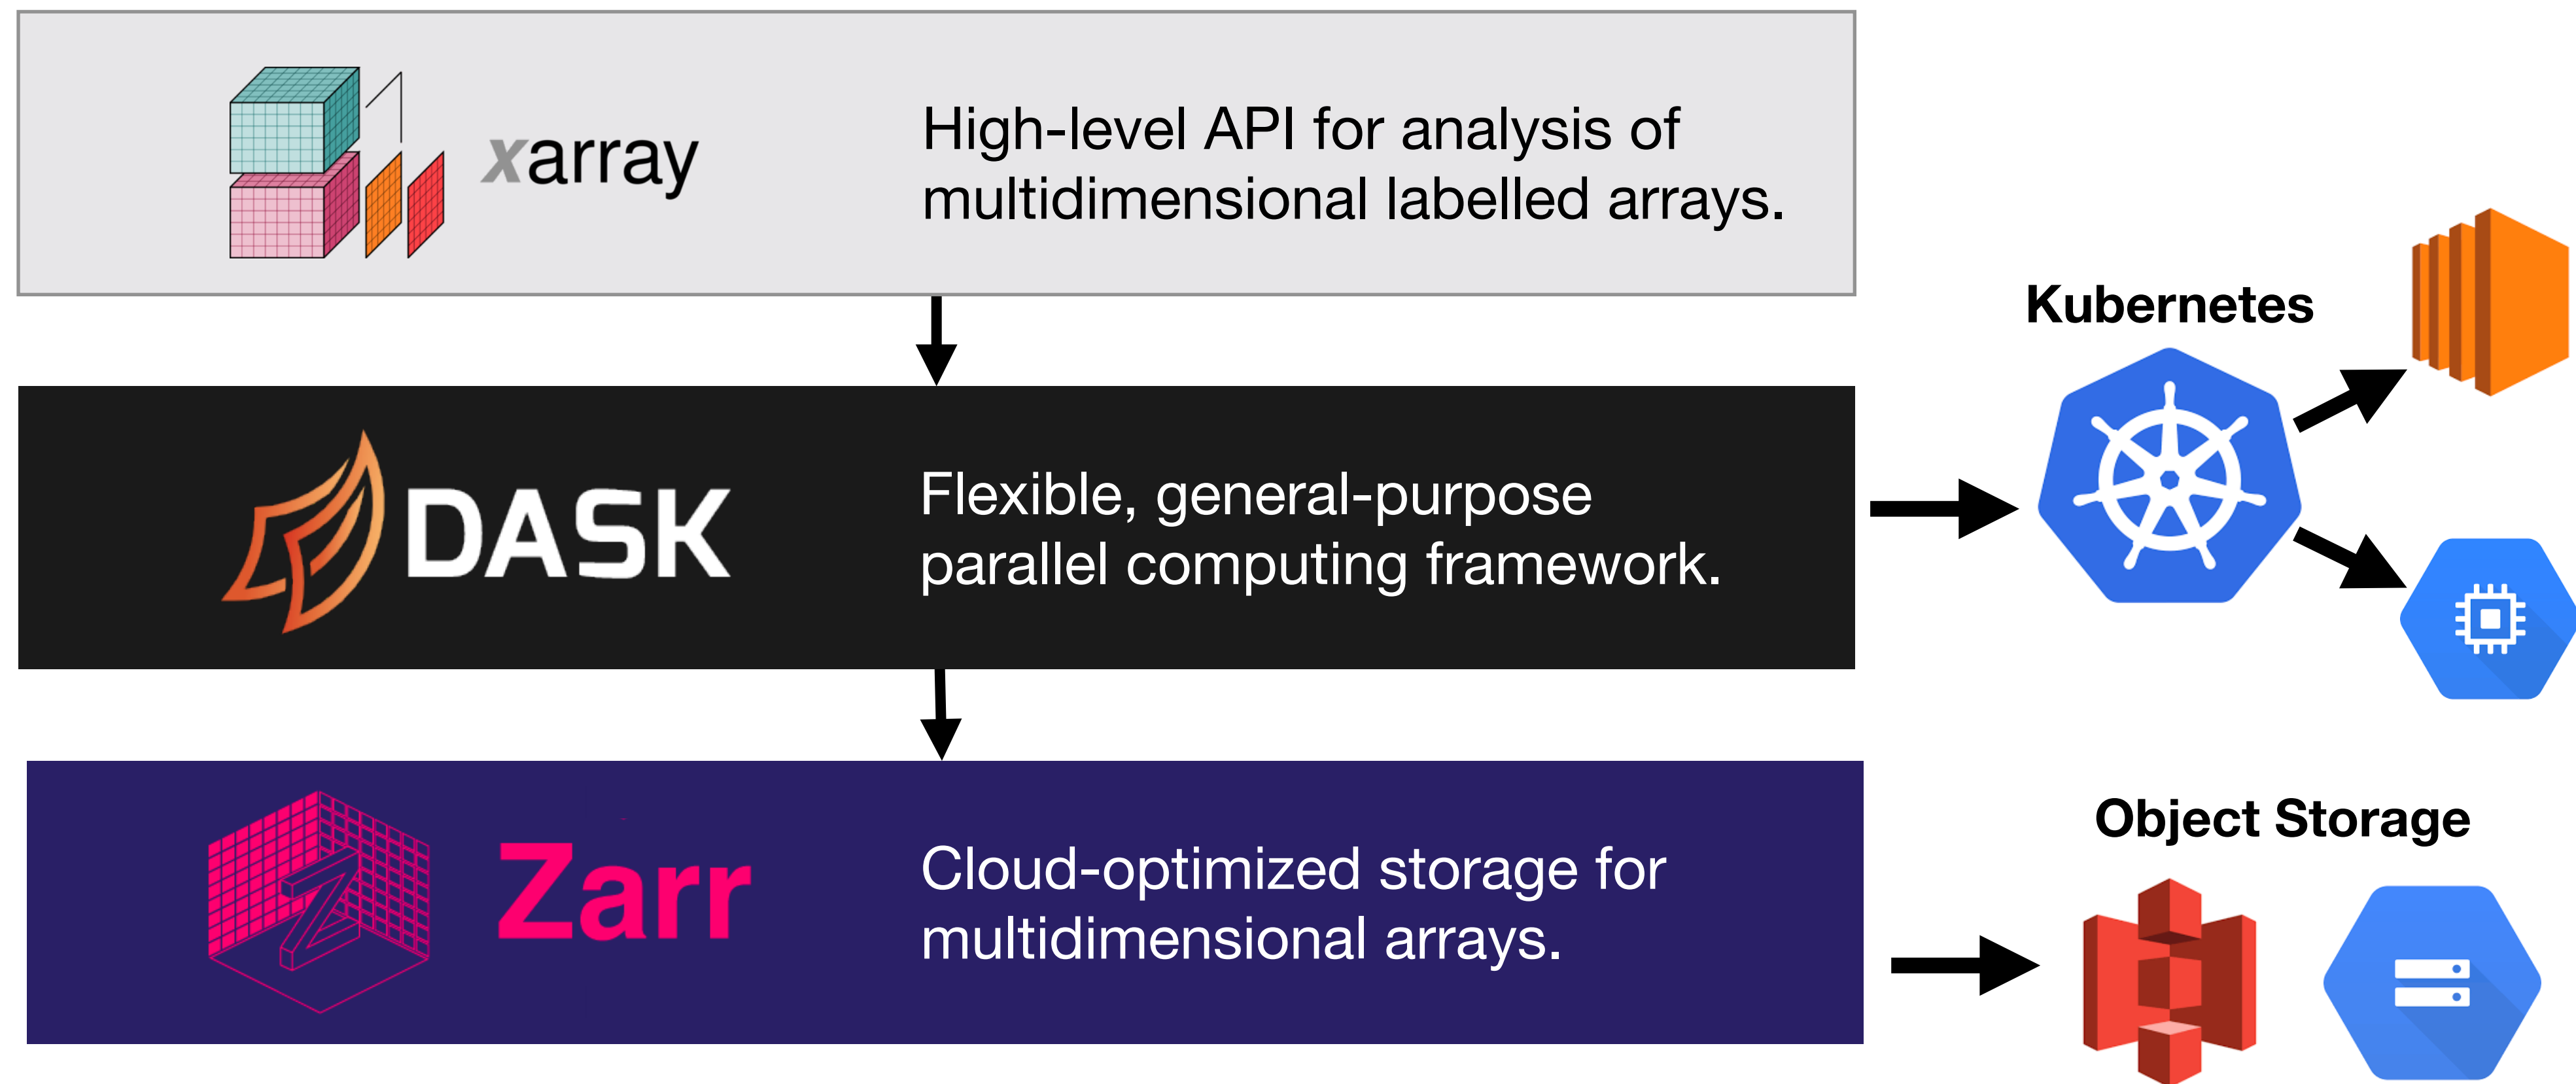 xarray
High-level API for analysis of
multidimensional labelled arrays.
Kubernetes
DASK
Flexible, general-purpose
parallel computing framework.
Object Storage
Zarr
Cloud-optimized storage for
multidimensional arrays.